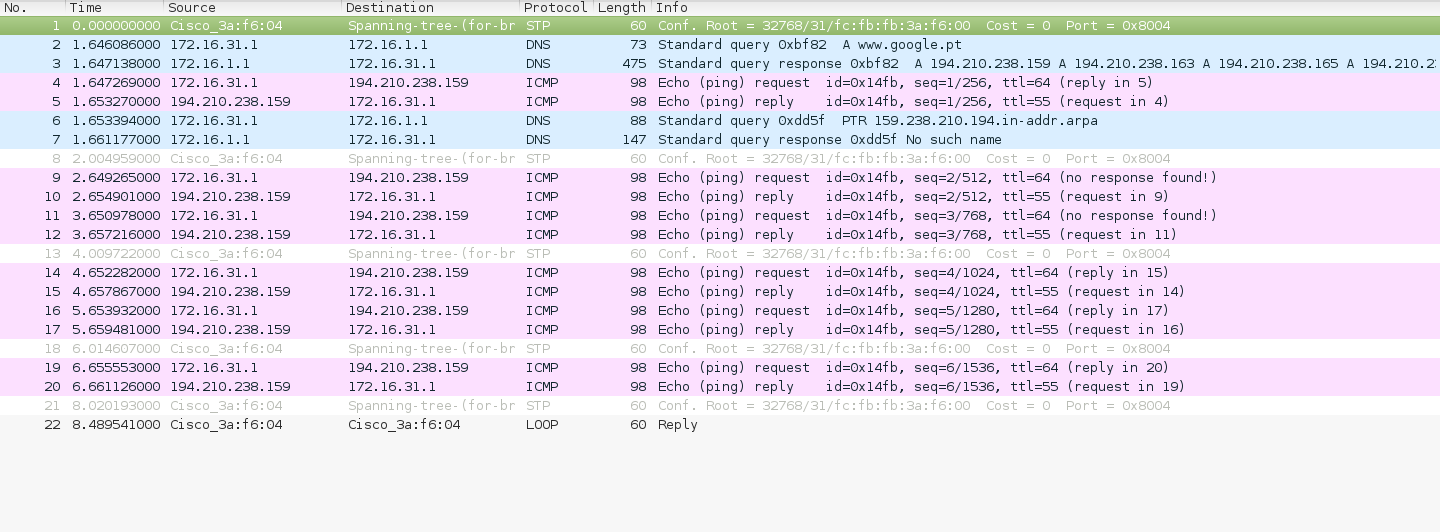 No. Time Source Destination Protocol Length Info
1 0.000000000 Cisco_3a:f6:04 Spanning-tree-(for-br STP 60 Conf. Root = 32768/31/fc:fb:fb:3a:f6:00 Cost = 0 Port = 0x8004
2 1.646086000 172.16.31.1 172.16.1.1 DNS 73 Standard query 0xbf82 A www.google.pt
3 1.647138000 172.16.1.1 172.16.31.1 DNS 475 Standard query response 0xbf82 A 194.210.238.159 A 194.210.238.163 A 194.210.238.165 A 194.210.2
4 1.647269000 172.16.31.1 194.210.238.159 ICMP 98 Echo (ping) request id=0x14fb, seq=1/256, ttl=64 (reply in 5)
5 1.653270000 194.210.238.159 172.16.31.1 ICMP 98 Echo (ping) reply id=0x14fb, seq=1/256, ttl=55 (request in 4)
6 1.653394000 172.16.31.1 172.16.1.1 DNS 88 Standard query 0xdd5f PTR 159.238.210.194.in-addr.arpa
7 1.661177000 172.16.1.1 172.16.31.1 DNS 147 Standard query response 0xdd5f No such name
8 2.004959000 Cisco_3a:f6:04 Spanning-tree-(for-br STP 60 Conf. Root = 32768/31/fc:fb:fb:3a:f6:00 Cost = 0 Port = 0x8004
9 2.649265000 172.16.31.1 194.210.238.159 ICMP 98 Echo (ping) request id=0x14fb, seq=2/512, ttl=64 (no response found!)
10 2.654901000 194.210.238.159 172.16.31.1 ICMP 98 Echo (ping) reply id=0x14fb, seq=2/512, ttl=55 (request in 9)
11 3.650978000 172.16.31.1 194.210.238.159 ICMP 98 Echo (ping) request id=0x14fb, seq=3/768, ttl=64 (no response found!)
12 3.657216000 194.210.238.159 172.16.31.1 ICMP 98 Echo (ping) reply id=0x14fb, seq=3/768, ttl=55 (request in 11)
13 4.009722000 Cisco_3a:f6:04 Spanning-tree-(for-br STP 60 Conf. Root = 32768/31/fc:fb:fb:3a:f6:00 Cost = 0 Port = 0x8004
14 4.652282000 172.16.31.1 194.210.238.159 ICMP 98 Echo (ping) request id=0x14fb, seq=4/1024, ttl=64 (reply in 15)
15 4.657867000 194.210.238.159 172.16.31.1 ICMP 98 Echo (ping) reply id=0x14fb, seq=4/1024, ttl=55 (request in 14)
16 5.653932000 172.16.31.1 194.210.238.159 ICMP 98 Echo (ping) request id=0x14fb, seq=5/1280, ttl=64 (reply in 17)
17 5.659481000 194.210.238.159 172.16.31.1 ICMP 98 Echo (ping) reply id=0x14fb, seq=5/1280, ttl=55 (request in 16)
18 6.014607000 Cisco_3a:f6:04 Spanning-tree-(for-br STP 60 Conf. Root = 32768/31/fc:fb:fb:3a:f6:00 Cost = 0 Port = 0x8004
19 6.655553000 172.16.31.1 194.210.238.159 ICMP 98 Echo (ping) request id=0x14fb, seq=6/1536, ttl=64 (reply in 20)
20 6.661126000 194.210.238.159 172.16.31.1 ICMP 98 Echo (ping) reply id=0x14fb, seq=6/1536, ttl=55 (request in 19)
21 8.020193000 Cisco_3a:f6:04 Spanning-tree-(for-br STP 60 Conf. Root = 32768/31/fc:fb:fb:3a:f6:00 Cost = 0 Port = 0x8004
22 8.489541000 Cisco_3a:f6:04 Cisco_3a:f6:04 LOOP 60 Reply